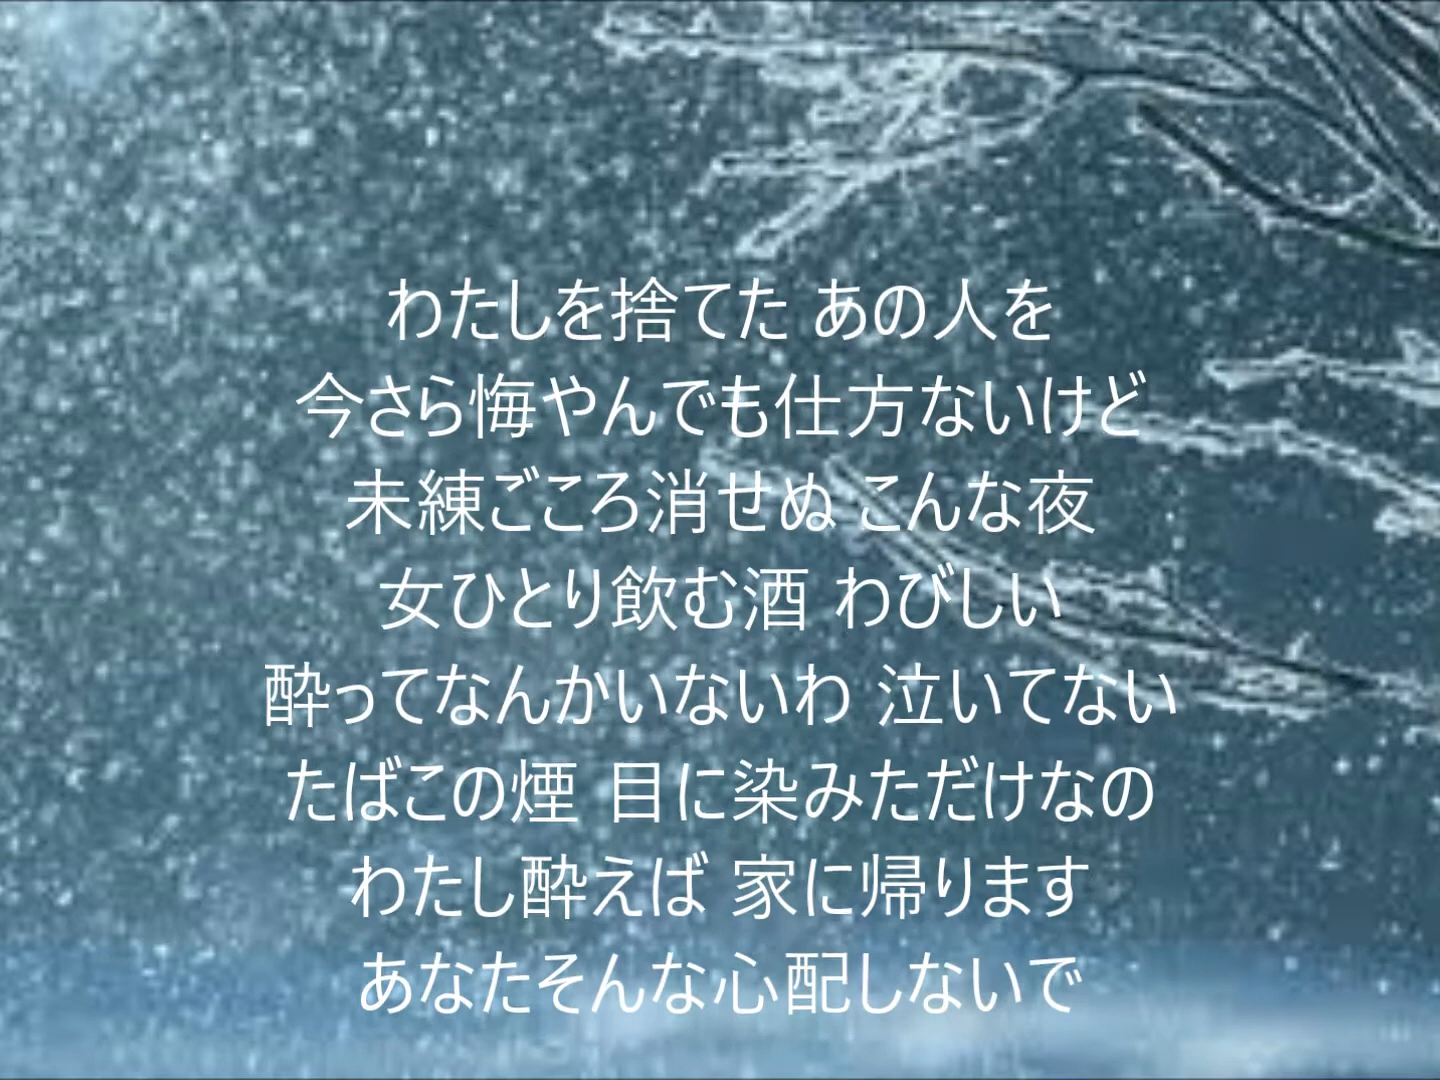 わたしを捨てた あの人を
今さら悔やんでも仕方ないけど
未練ごころ消せぬ こんな夜
女ひとり飲む酒 わびしい
酔ってなんかいないわ 泣いてない
たばこの煙 目に染みただけなの
わたし酔えば 家に帰ります
あなたそんな心配しないで